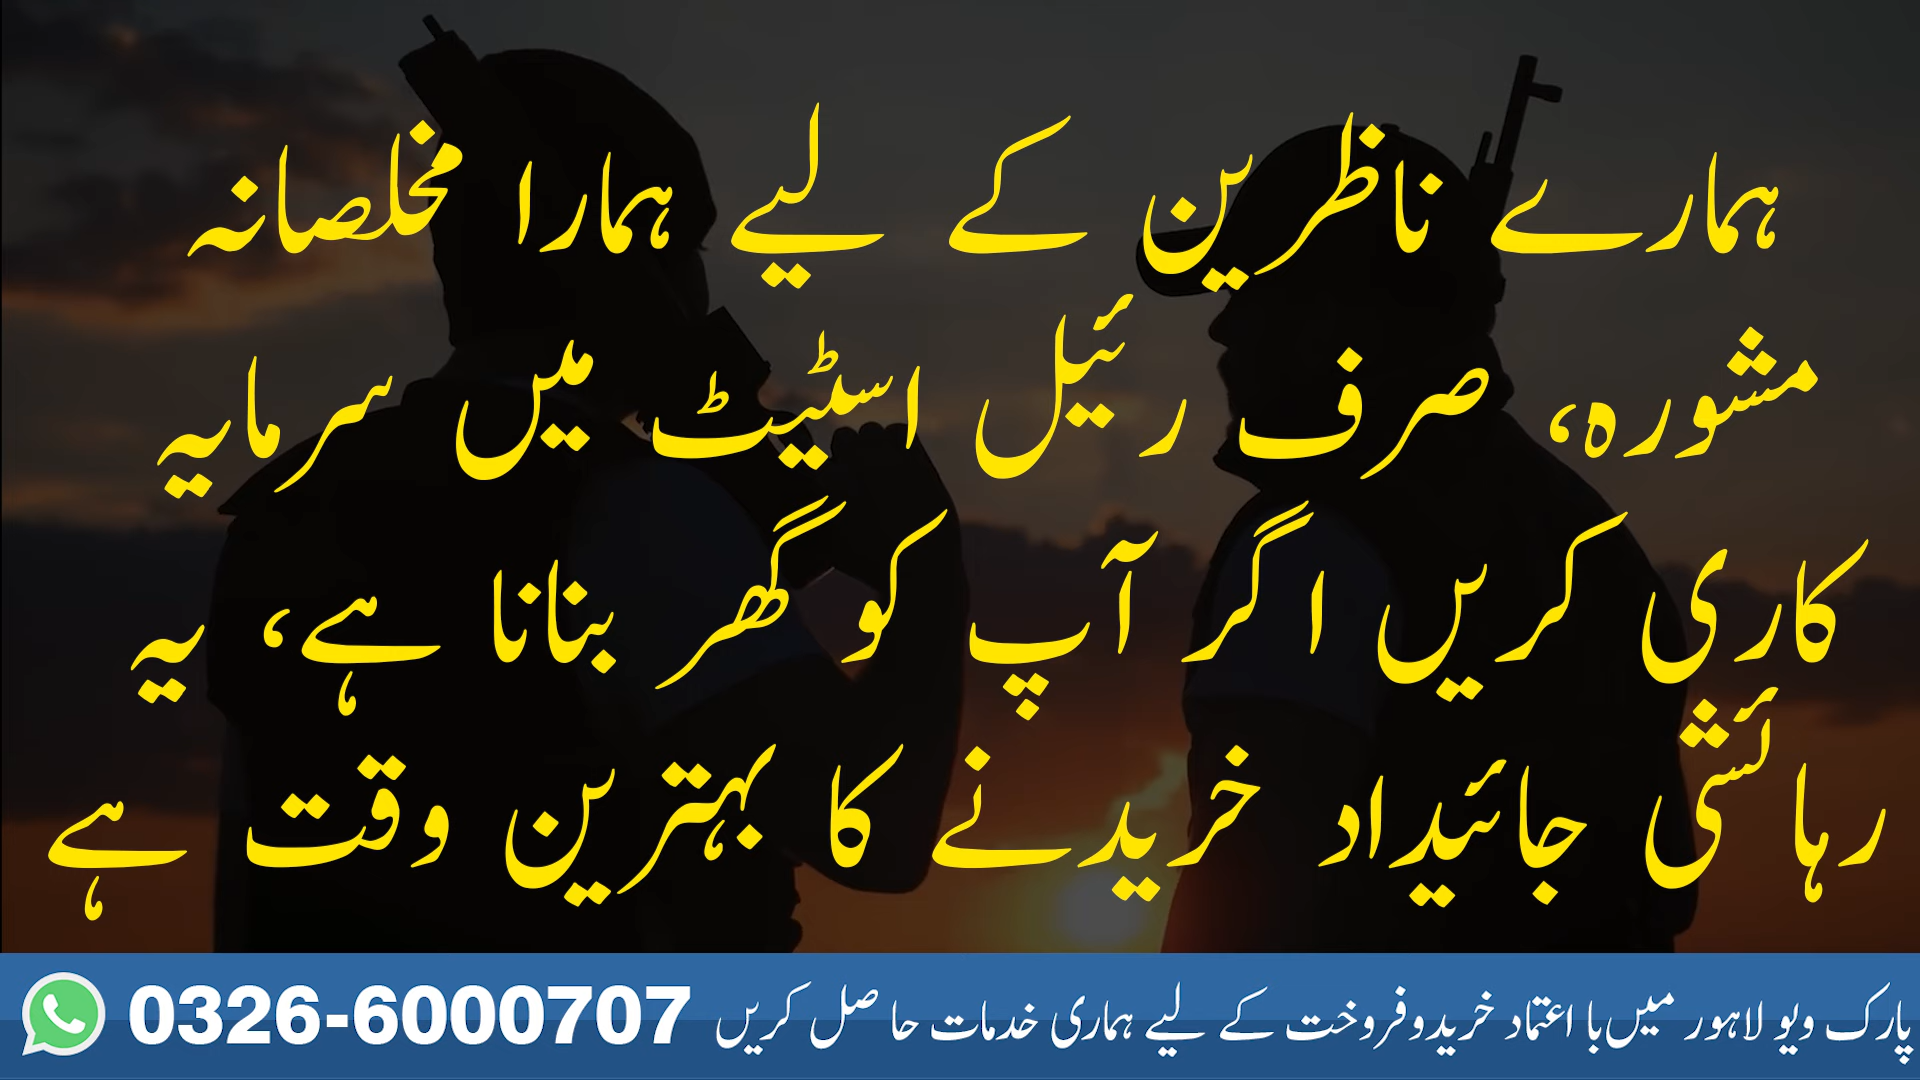 ہمارے ناظرین کے لیے ہمارا مخلصانہ
مشورہ، صرف رئیل اسٹیٹ میں سرمایہ
کاری کریں اگر آپ کو گھر بنانا ہے، یہ
رہائشی جائیداد خریدنے کا بہترین وقت ہے
پارک ویو لاہور میں با اعتماد خریدوفروخت کے لیے ہماری خدمات حاصل کریں 0326-6000707